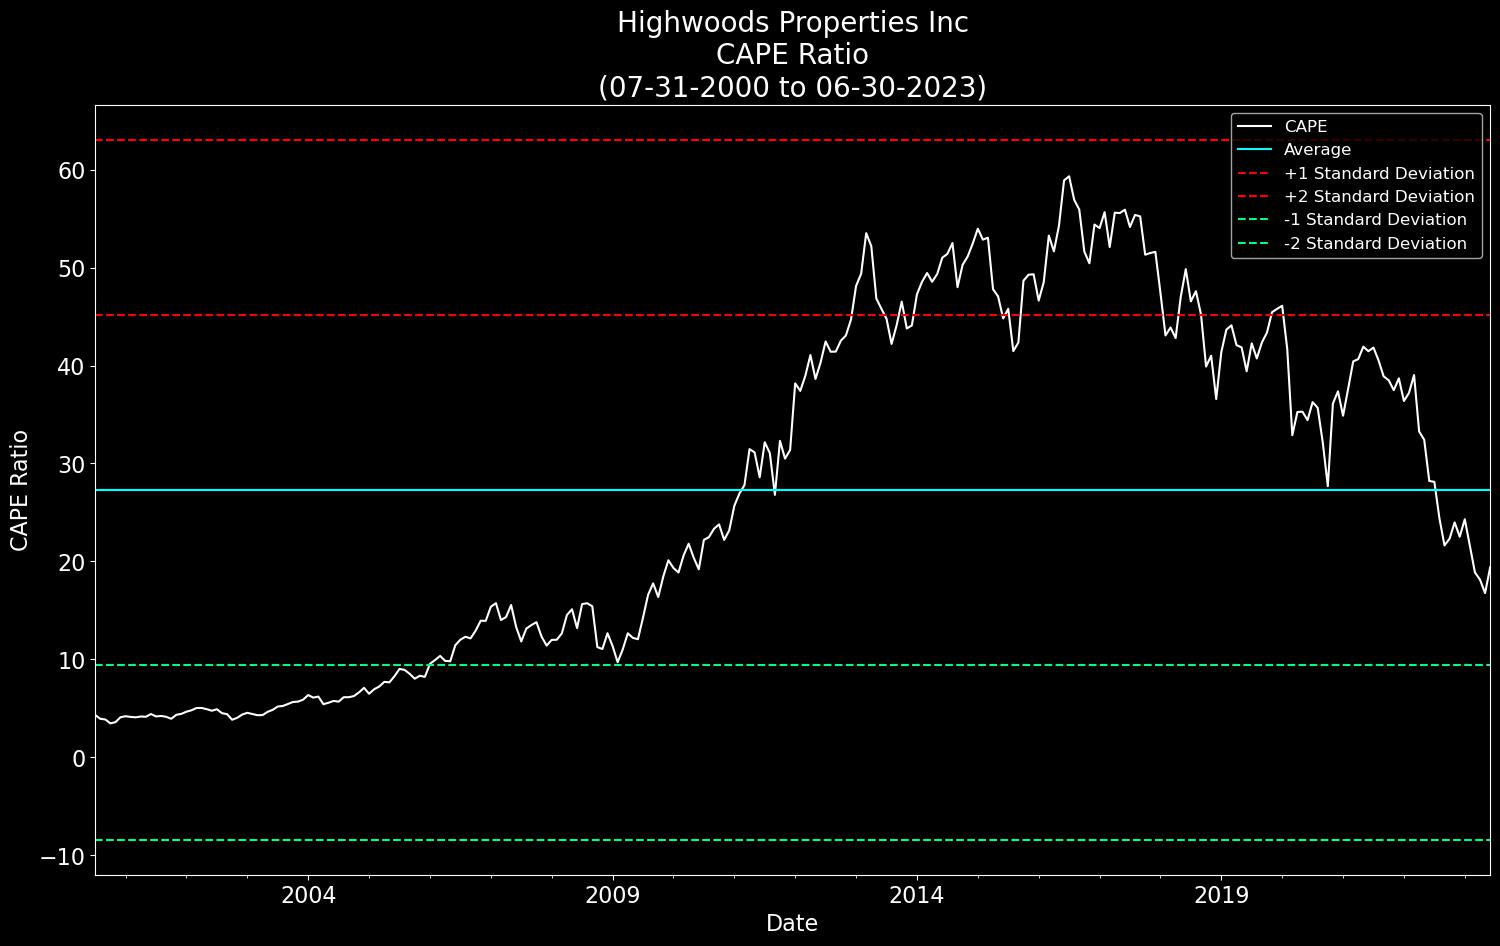 Highwoods Properties Inc
CAPE Ratio
(07-31-2000 to 06-30-2023)
CAPE
Average
+1 Standard Deviation
+2 Standard Deviation
-1 Standard Deviation
-2 Standard Deviation
60
50
40
30
20
10
0
−10
CAPE Ratio
2004
2009
2014
2019
Date